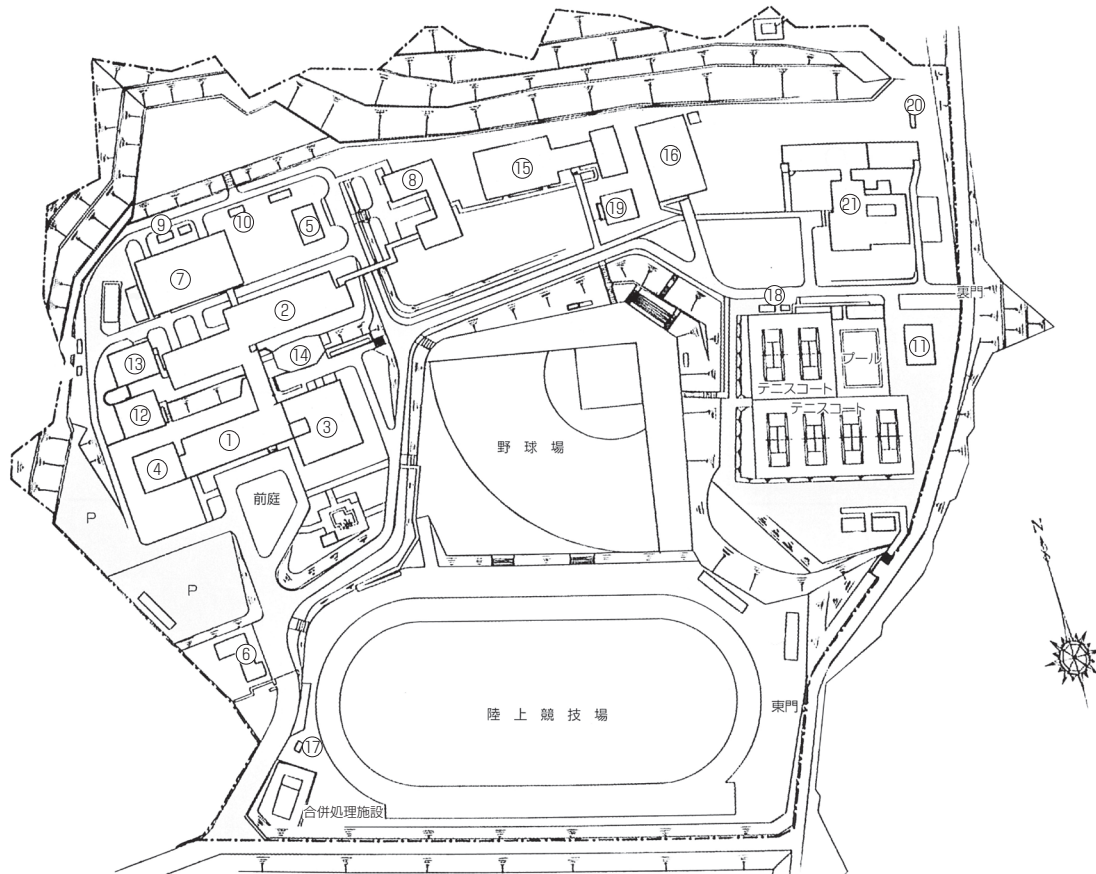 ⑳
⑮
⑯
⑧
⑨
⑩
⑤
⑲
㉑
⑦
②
⑱
裏門
⑭
⑪
プール
⑬
テニスコート
テニスコート
⑫
①
③
野球場
④
前庭
P
N
P
⑥
東門
陸上競技場
⑰
合併処理施設